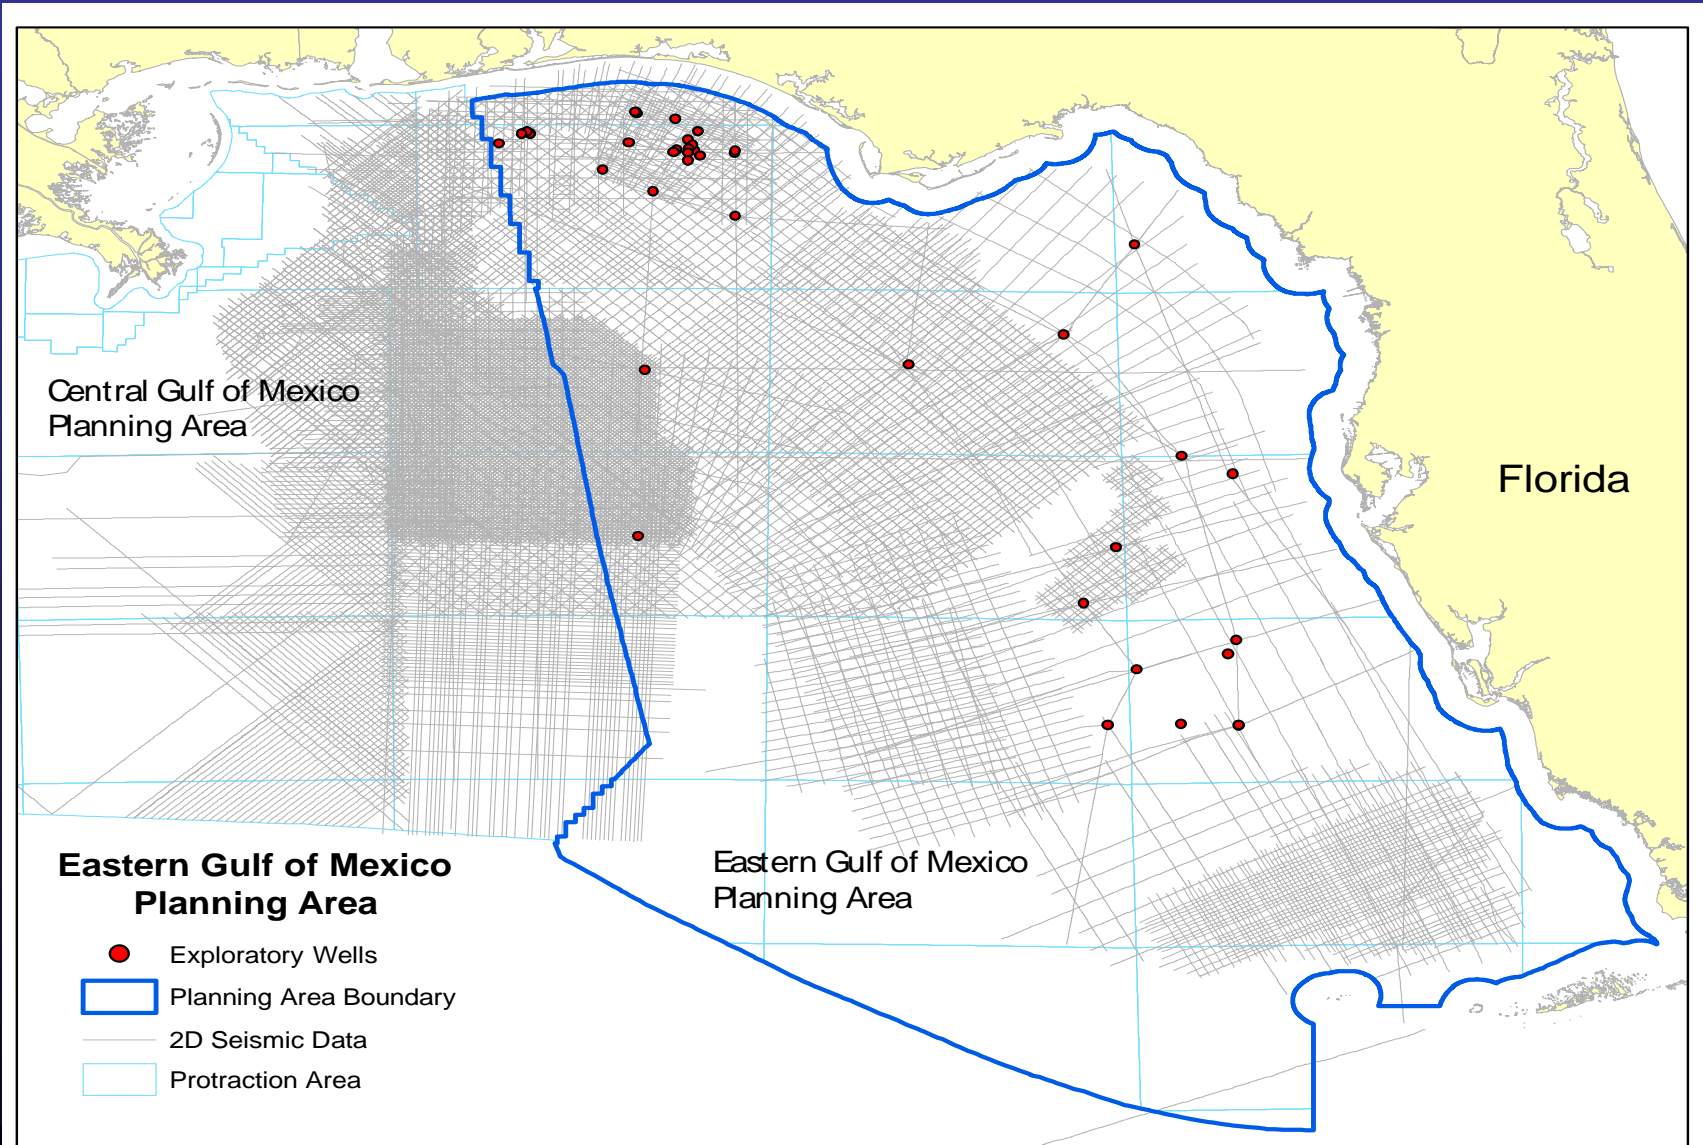 Central Gulf of Mexico
Planning Area
Florida
Eastern Gulf of Mexico
Planning Area
Eastern Gulf of Mexico
Planning Area
Exploratory Wells
Planning Area Boundary
2D Seismic Data
Protraction Area